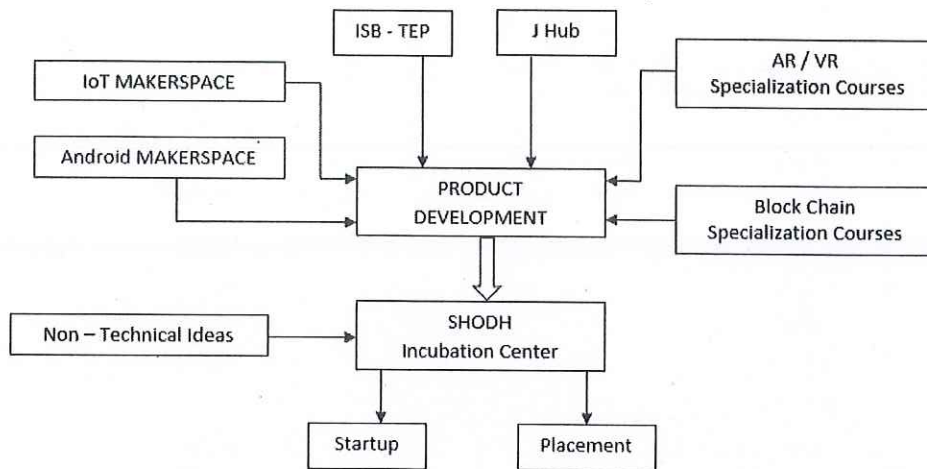 ISB - TEP
J Hub
IoT MAKERSPACE
AR / VR
Specialization Courses
Android MAKERSPACE
PRODUCT
DEVELOPMENT
Block Chain
Specialization Courses
Non – Technical Ideas
SHODH
Incubation Center
Startup
Placement